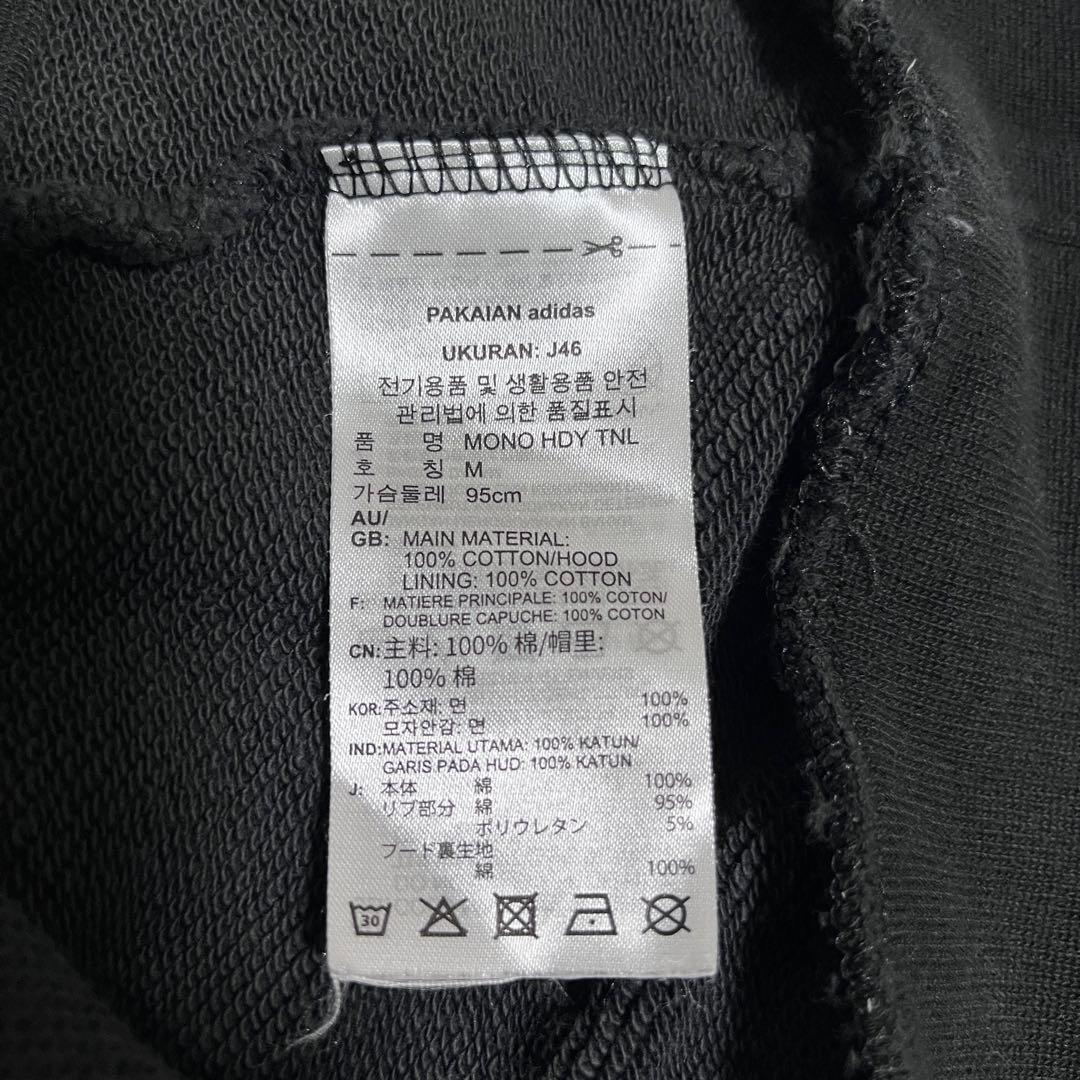 PAKAIAN adidas
UKURAN: J46
전기용품 및 생활용품 안전
관리법에 의한 품질표시
품 명 MONO HDY TNL
호 칭 M
가슴둘레 95cm
AU/
GB: MAIN MATERIAL:
100% COTTON/HOOD
LINING: 100% COTTON
F: MATIERE PRINCIPALE: 100% COTON/
DOUBLURE CAPUCHE: 100% COTON
CN: 主料: 100% 棉/帽里:
100% 棉
KOR: 주소재: 면 100%
모자안감: 면 100%
IND: MATERIAL UTAMA: 100% KATUN/
GARIS PADA HUD: 100% KATUN
J: 本体 綿 100%
リブ部分 綿 95%
ポリウレタン 5%
フード裏生地
綿 100%
30